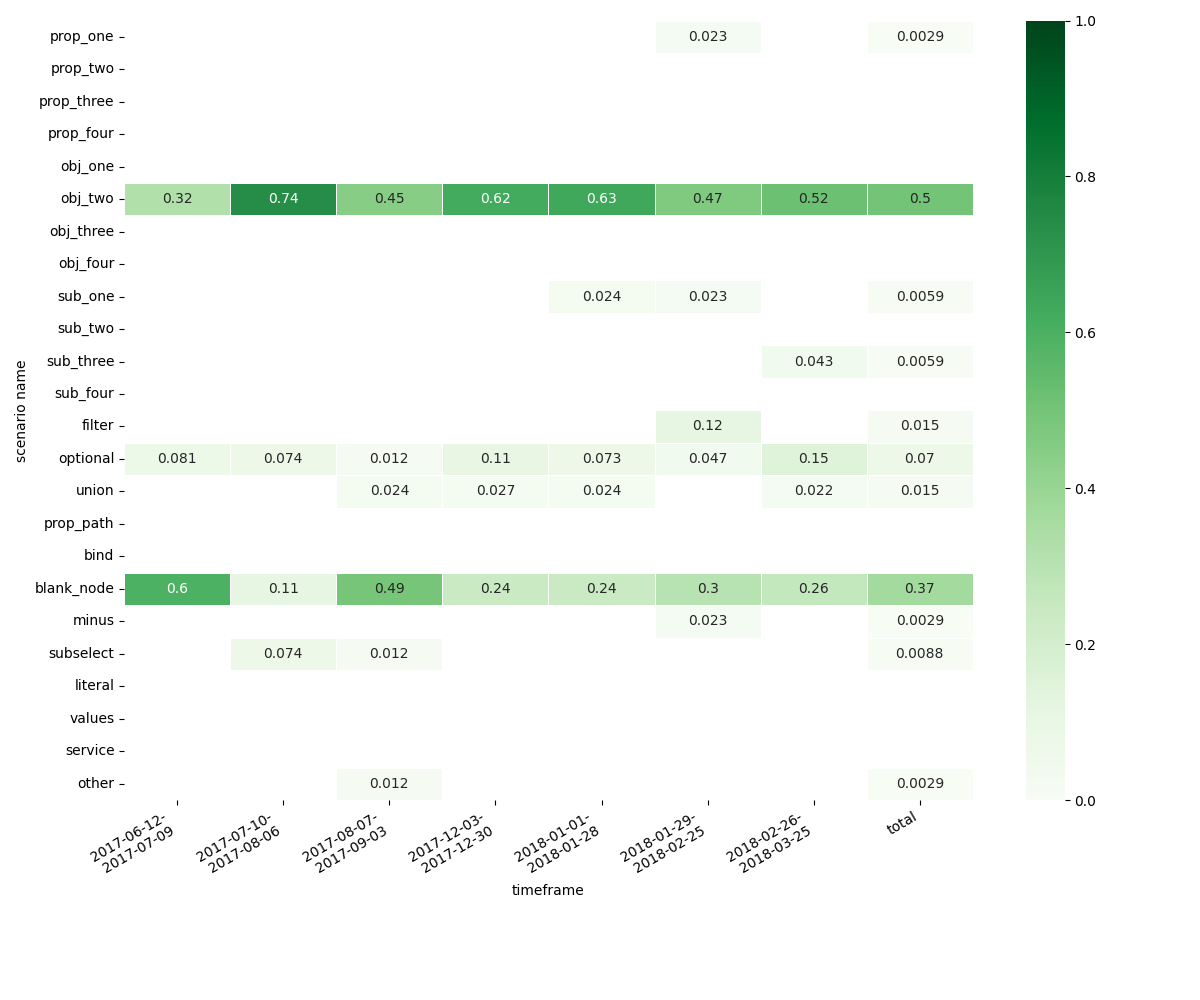 prop_one 0.023 0.0029
prop_two
prop_three
prop_four
obj_one
obj_two 0.32 0.74 0.45 0.62 0.63 0.47 0.52 0.5
obj_three
obj_four
sub_one 0.024 0.023 0.0059
sub_two
sub_three 0.043 0.0059
sub_four
filter 0.12 0.015
optional 0.081 0.074 0.012 0.11 0.073 0.047 0.15 0.07
union 0.024 0.027 0.024 0.022 0.015
prop_path
bind
blank_node 0.6 0.11 0.49 0.24 0.24 0.3 0.26 0.37
minus 0.023 0.0029
subselect 0.074 0.012 0.0088
literal
values
service
other 0.012 0.0029
scenario name
2017-06-12-
2017-07-09
2017-07-10-
2017-08-06
2017-08-07-
2017-09-03
2017-12-03-
2017-12-30
2018-01-01-
2018-01-28
2018-01-29-
2018-02-25
2018-02-26-
2018-03-25
total
timeframe
1.0
0.8
0.6
0.4
0.2
0.0